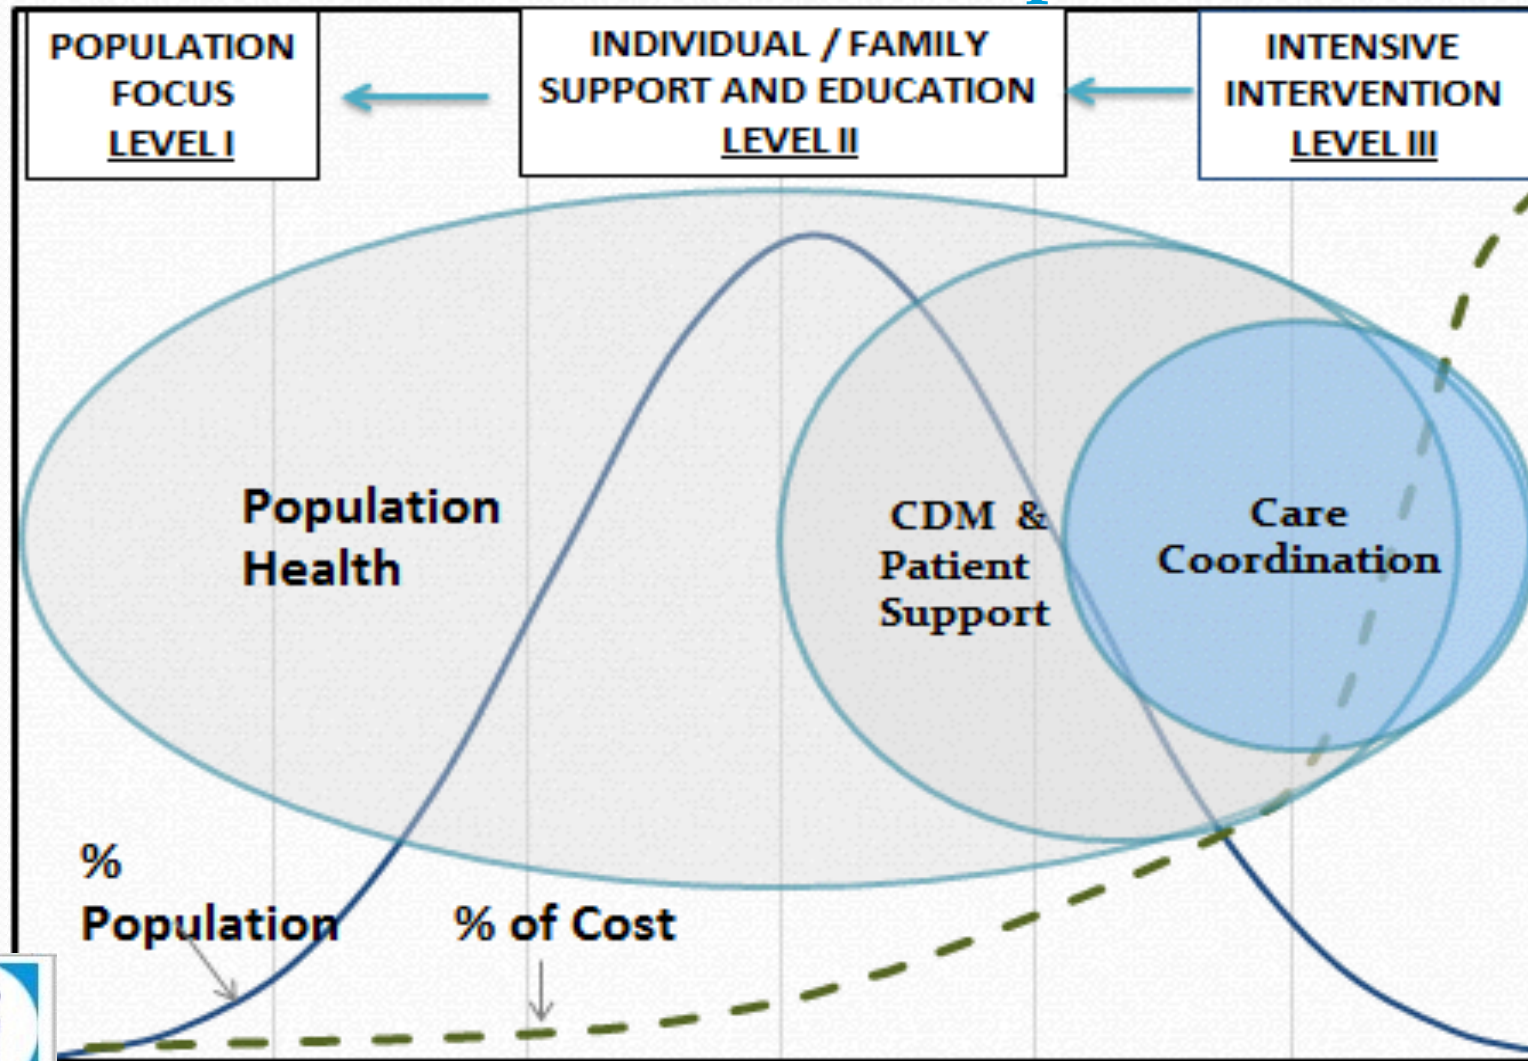 POPULATION
FOCUS
LEVEL I
INDIVIDUAL / FAMILY
SUPPORT AND EDUCATION
LEVEL II
INTENSIVE
INTERVENTION
LEVEL III
Population
Health
CDM &
Patient
Support
Care
Coordination
%
Population
% of Cost